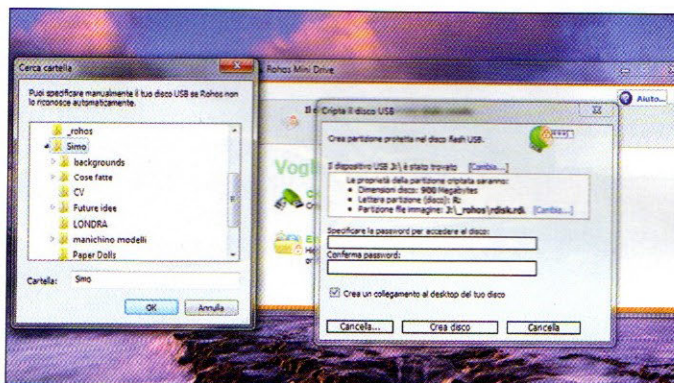 Cerca cartella
Puoi specificare manualmente il tuo disco USB se Rohos non
lo riconosce automaticamente.
_rohos
Simo
backgrounds
Cose fatte
CV
Future idee
LONDRA
manichino modelli
Paper Dolls
Cartella: Simo
OK Annulla
Rohos Mini Drive
Aiuto...
Il
Vogl
Cripta il disco USB
Crea partizione protetta nel disco flash USB.
Il dispositivo USB J:\ è stato trovato [Cambia...]
Le proprietà della partizione criptata saranno:
Dimensioni disco: 900 Megabytes
Lettera partizione (disco): R:
Partizione file immagine: J:\_rohos\rdisk.rdi. [Cambia...]
Specificare la password per accedere al disco:
Conferma password:
Crea un collegamento al desktop del tuo disco
Cancella... Crea disco Cancella